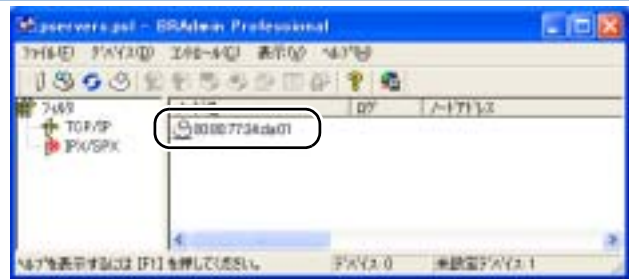 pservers.psl - BRAdmin Professional
ﾌｧｲﾙ(F) ﾃﾞﾊﾞｲｽ(D) ｺﾝﾄﾛｰﾙ(C) 表示(V) ﾍﾙﾌﾟ(H)
ﾌｨﾙﾀ ﾛｸﾞ ﾉｰﾄﾞｱﾄﾞﾚｽ
TCP/IP
IPX/SPX
ﾍﾙﾌﾟを表示するには [F1] を押してください。 ﾃﾞﾊﾞｲｽ: 0 未設定ﾃﾞﾊﾞｲｽ: 1